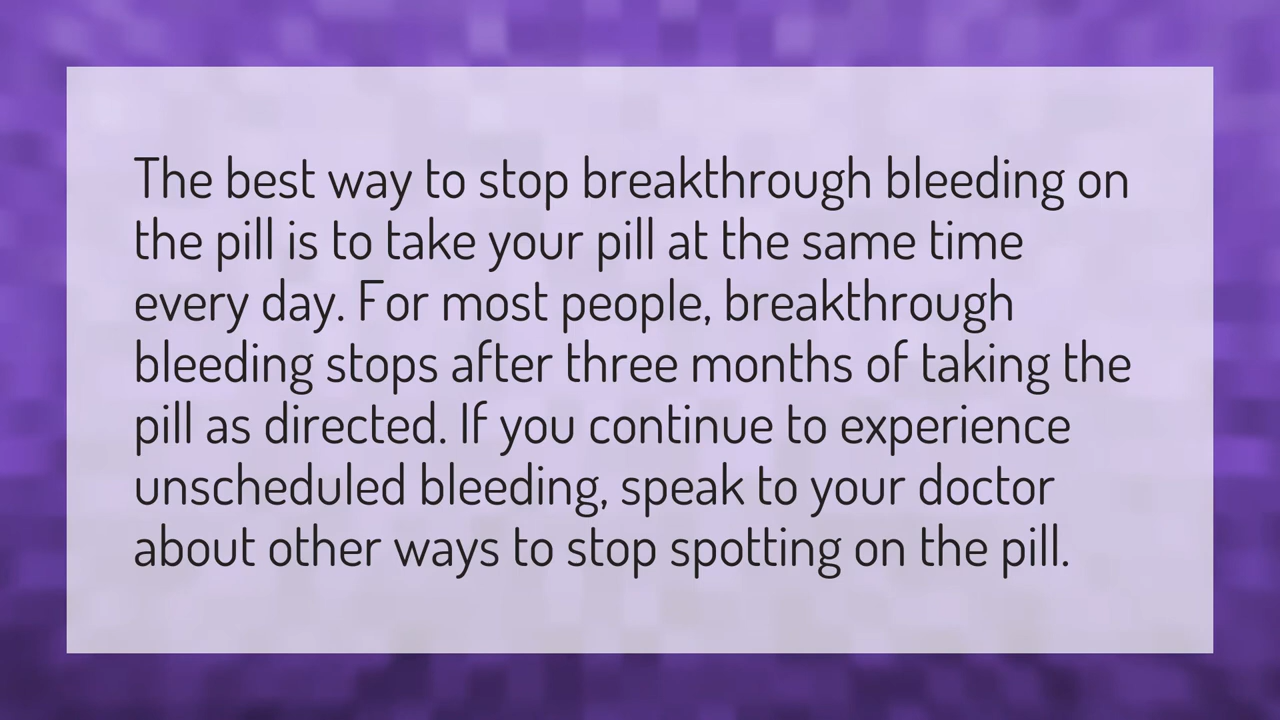 The best way to stop breakthrough bleeding on
the pill is to take your pill at the same time
every day. For most people, breakthrough
bleeding stops after three months of taking the
pill as directed. If you continue to experience
unscheduled bleeding, speak to your doctor
about other ways to stop spotting on the pill.